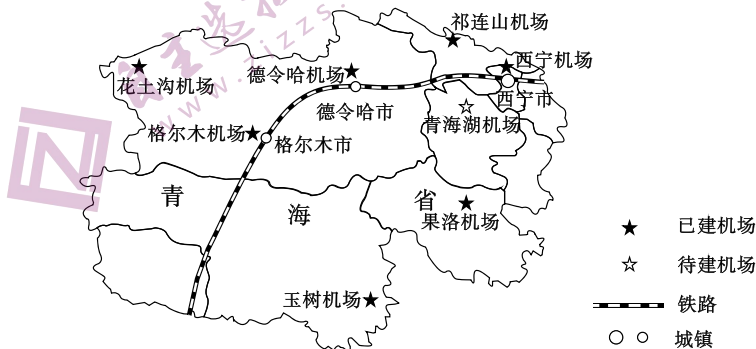 祁连山机场
西宁机场
花土沟机场
德令哈机场
西宁市
德令哈市
青海湖机场
格尔木机场
格尔木市
青
海
省
果洛机场
玉树机场
已建机场
待建机场
铁路
城镇
www.zizzs.